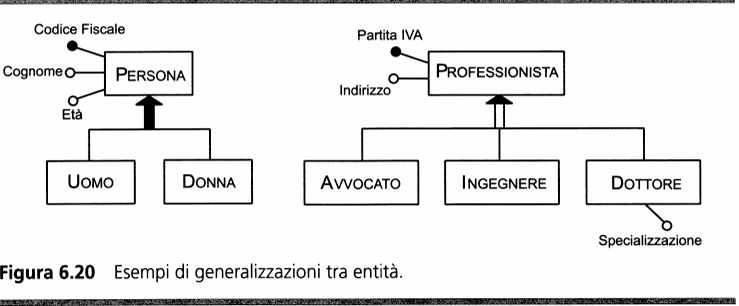 Codice Fiscale
Cognome
Età
PERSONA
UOMO
DONNA
Partita IVA
Indirizzo
PROFESSIONISTA
AVVOCATO
INGEGNERE
DOTTORE
Specializzazione
Figura 6.20 Esempi di generalizzazioni tra entità.